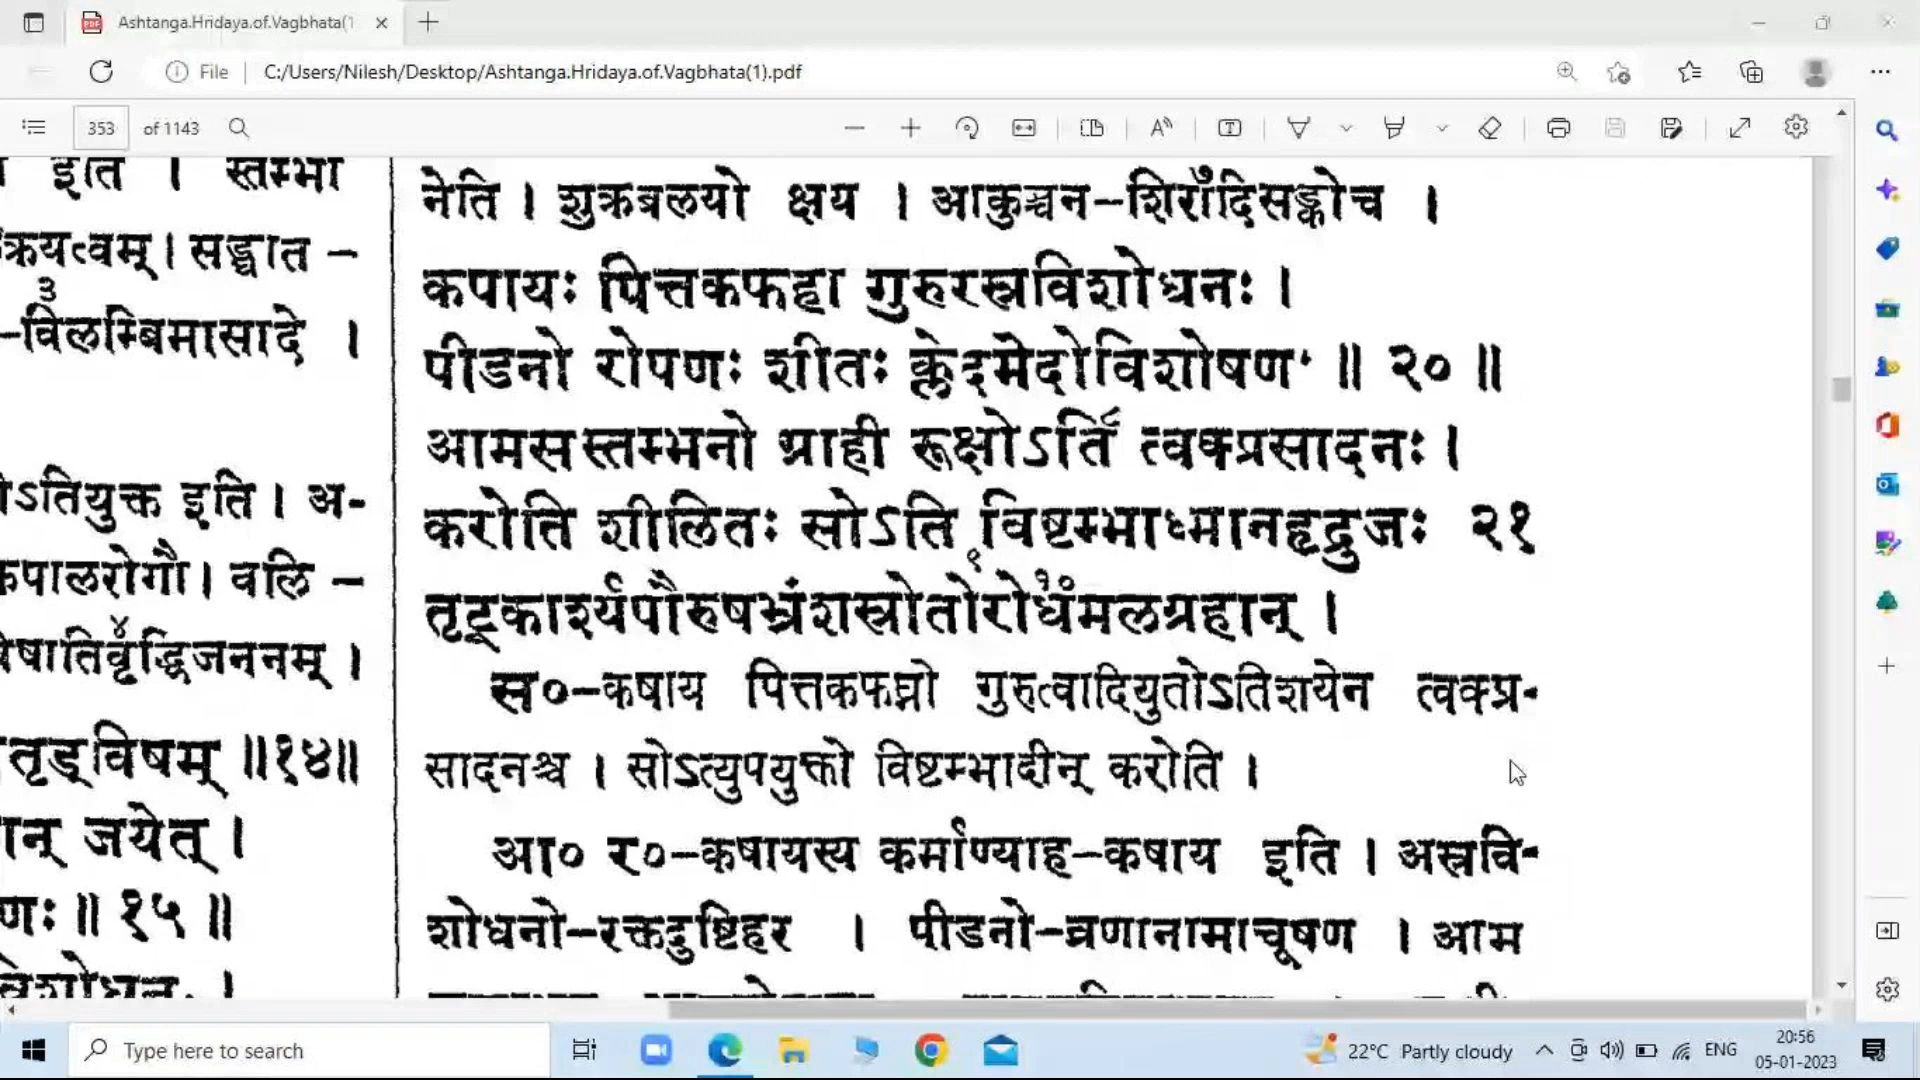 Ashtanga.Hridaya.of.Vagbhata(1
File
C:/Users/Nilesh/Desktop/Ashtanga.Hridaya.of.Vagbhata(1).pdf
353 of 1143
इति । स्तम्भा
क्रयत्वम् । सङ्घात –
३
–विलम्बिमासादे ।
ऽतियुक्त इति । अ-
कपालरोगौ । वलि –
४
षातिवृद्धिजननम् ।
तृड्विषम् ॥१४॥
न् जयेत् ।
णः ॥ १५ ॥
नेति । शुक्रबलयो क्षय । आकुञ्चन–शिरादिसङ्कोच ।
कषायः पित्तकफहा गुरुरस्रविशोधनः ।
पीडनो रोपणः शीतः क्लेदमेदोविशोषण ॥ २० ॥
आमसस्तम्भनो ग्राही रूक्षोऽति त्वक्प्रसादनः ।
करोति शीलितः सोऽति विष्टम्भाध्मानहृद्रुजः २१
९ १०
तृट्कार्श्यपौरुषभ्रंशस्रोतोरोधमलग्रहान् ।
स०–कषाय पित्तकफघ्नो गुरुत्वादियुतोऽतिशयेन त्वक्प्र-
सादनश्च । सोऽत्युपयुक्तो विष्टम्भादीन् करोति ।
आ० र०–कषायस्य कर्माण्याह–कषाय इति । अस्रवि-
शोधनो–रक्तदुष्टिहर । पीडनो–व्रणानामाचूषण । आम
Type here to search
22°C Partly cloudy
ENG
20:56
05-01-2023